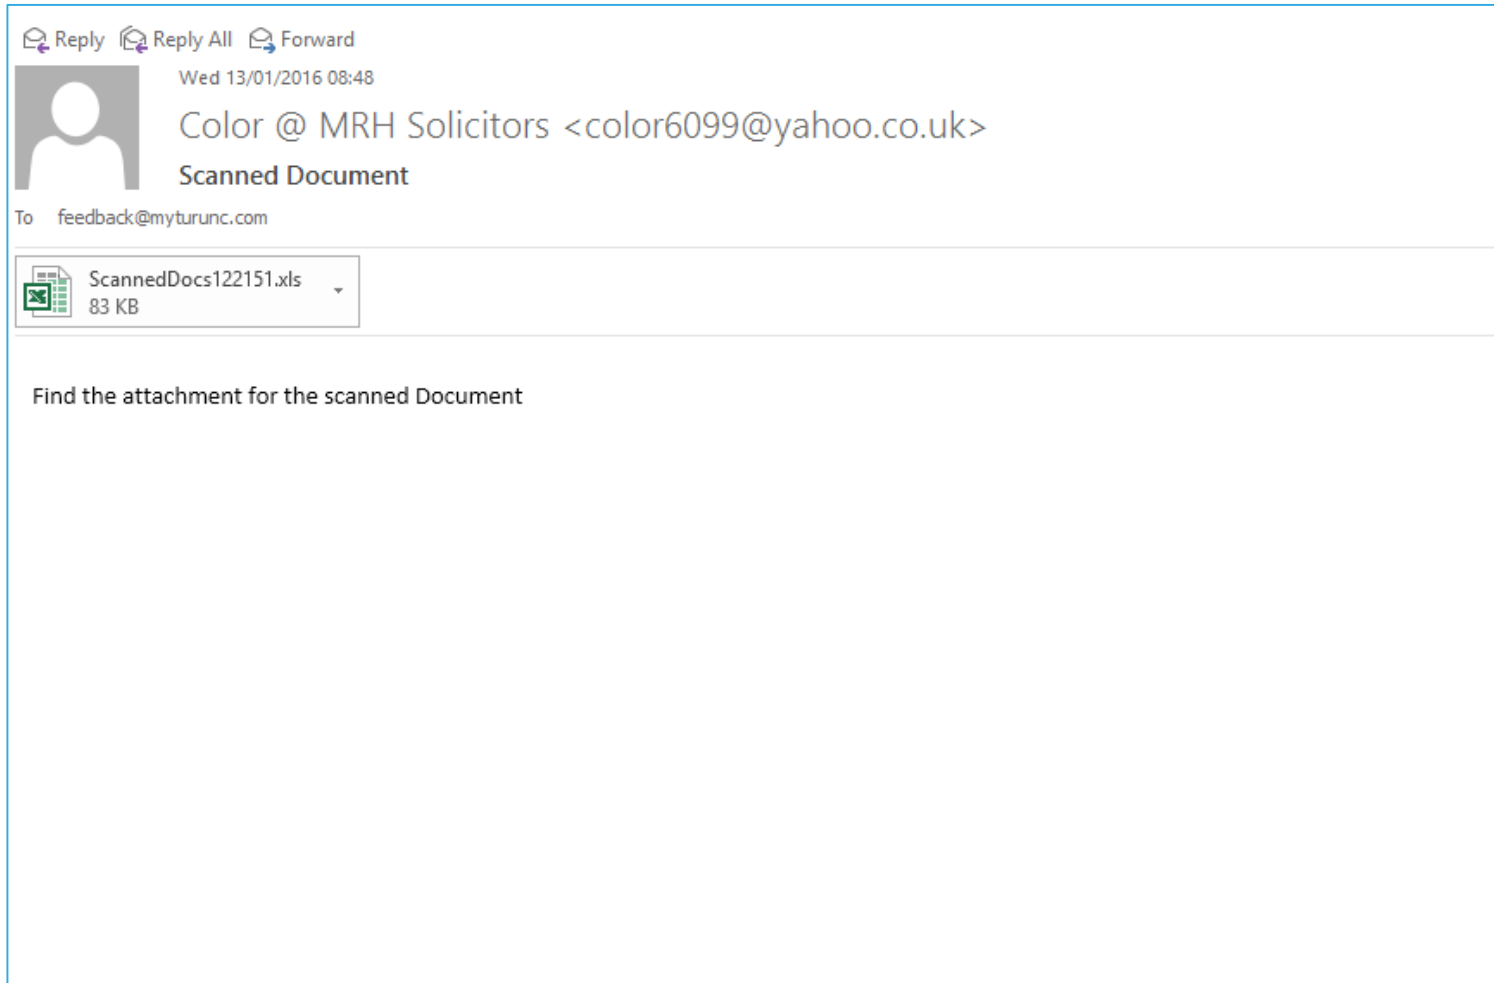 Reply Reply All Forward
Wed 13/01/2016 08:48
Color @ MRH Solicitors <color6099@yahoo.co.uk>
Scanned Document
To feedback@myturunc.com
ScannedDocs122151.xls
83 KB
Find the attachment for the scanned Document